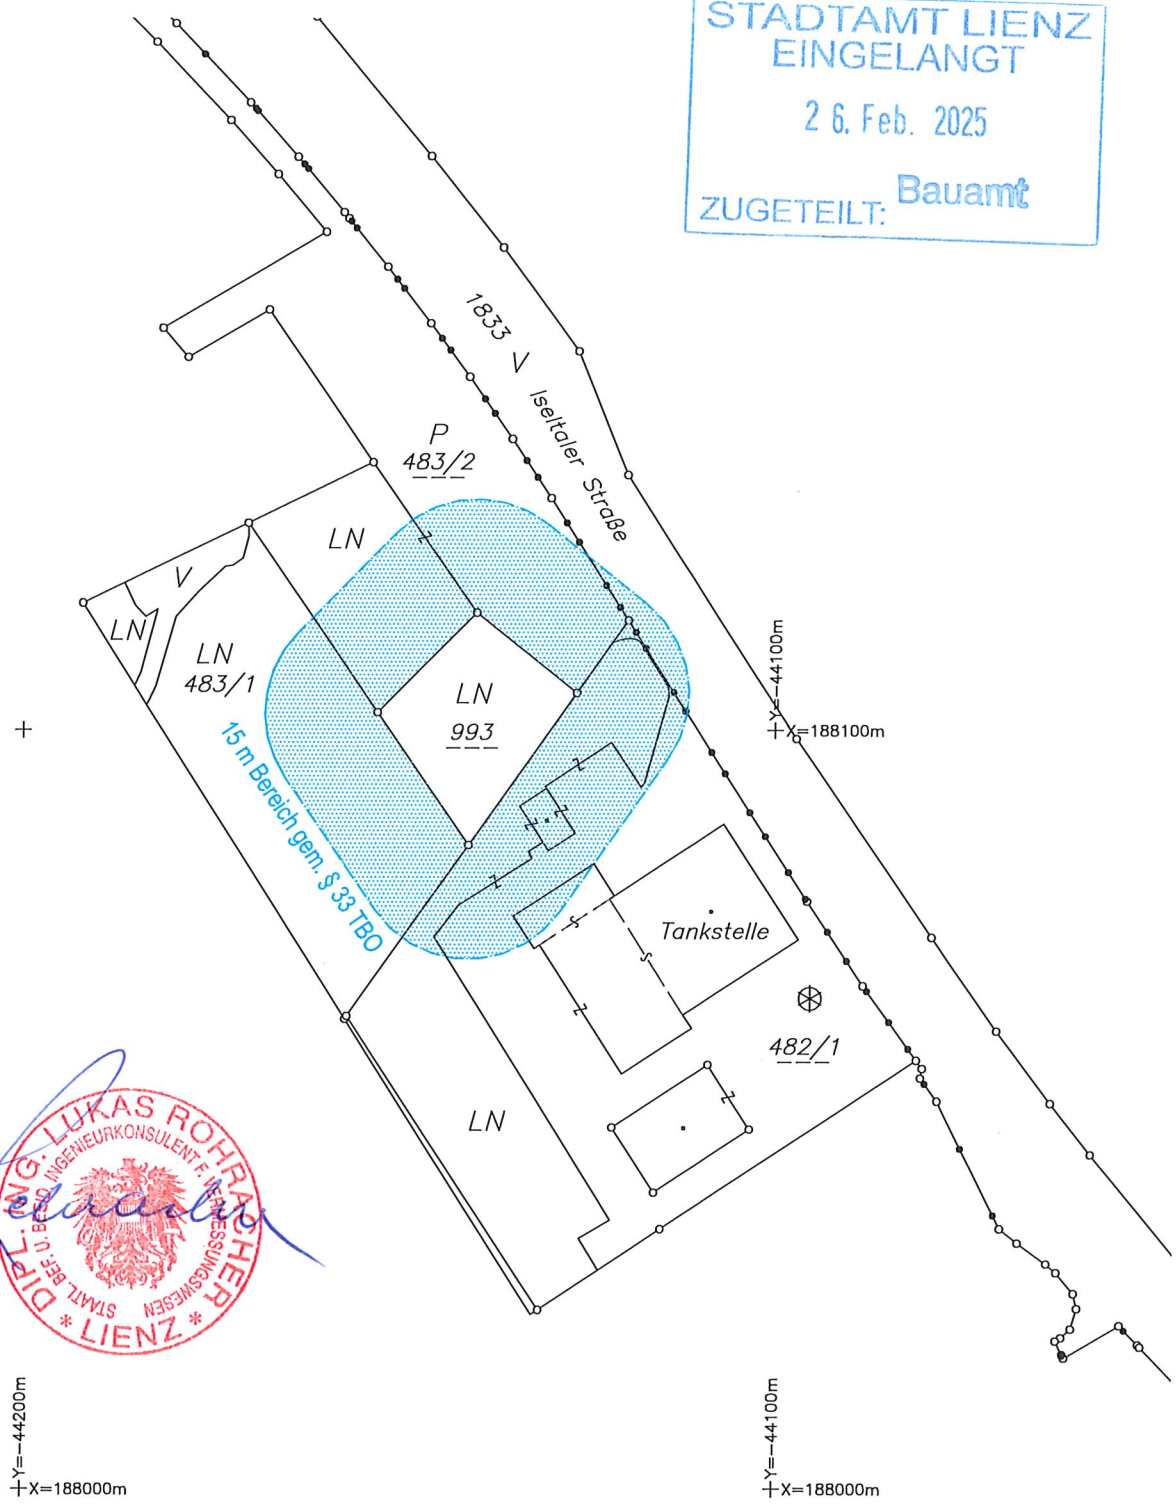 STADTAMT LIENZ
EINGELANGT
26. Feb. 2025
ZUGETEILT: Bauamt
1833 V Iseltaler Straße
P
483/2
LN
V
LN
LN
483/1
LN
993
15 m Bereich gem. § 33 TBO
Y=-44100m
X=188100m
Tankstelle
482/1
LN
DIPL. ING. LUKAS ROHRACHER
STAATL. BEF. U. BEEID. INGENIEURKONSULENT F. VERMESSUNGSWESEN
* LIENZ *
Y=-44200m
X=188000m
Y=-44100m
X=188000m